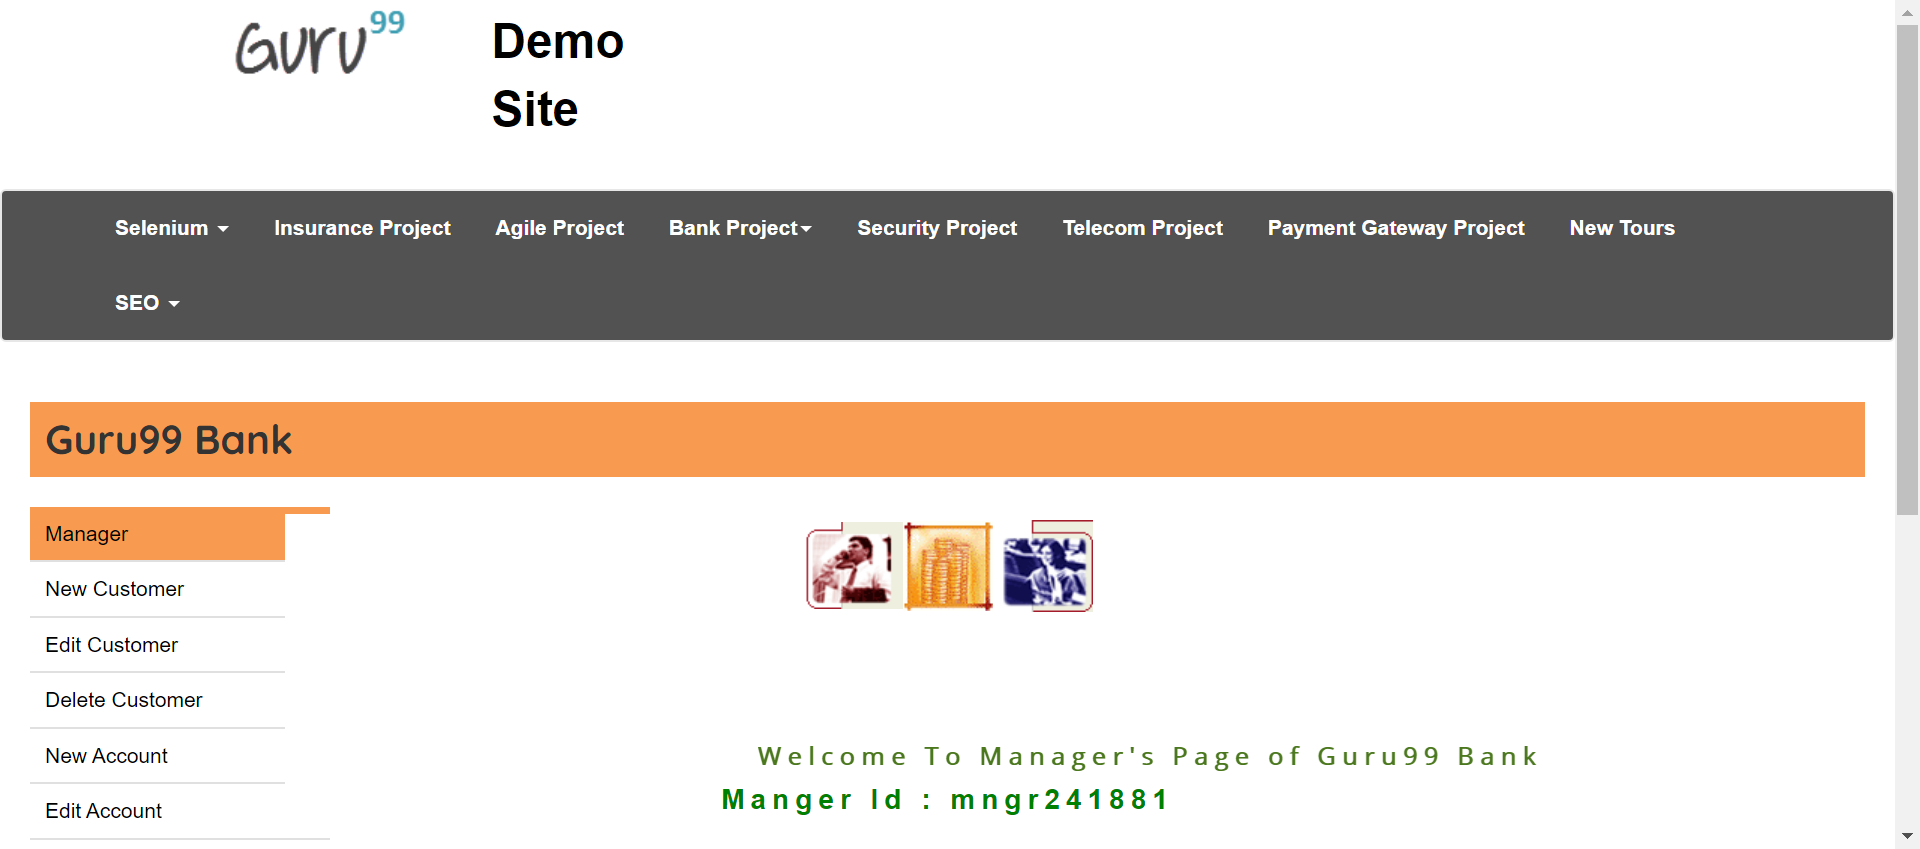 Guru99
Demo
Site
Selenium
Insurance Project
Agile Project
Bank Project
Security Project
Telecom Project
Payment Gateway Project
New Tours
SEO
Guru99 Bank
Manager
New Customer
Edit Customer
Delete Customer
New Account
Edit Account
Welcome To Manager's Page of Guru99 Bank
Manger Id : mngr241881